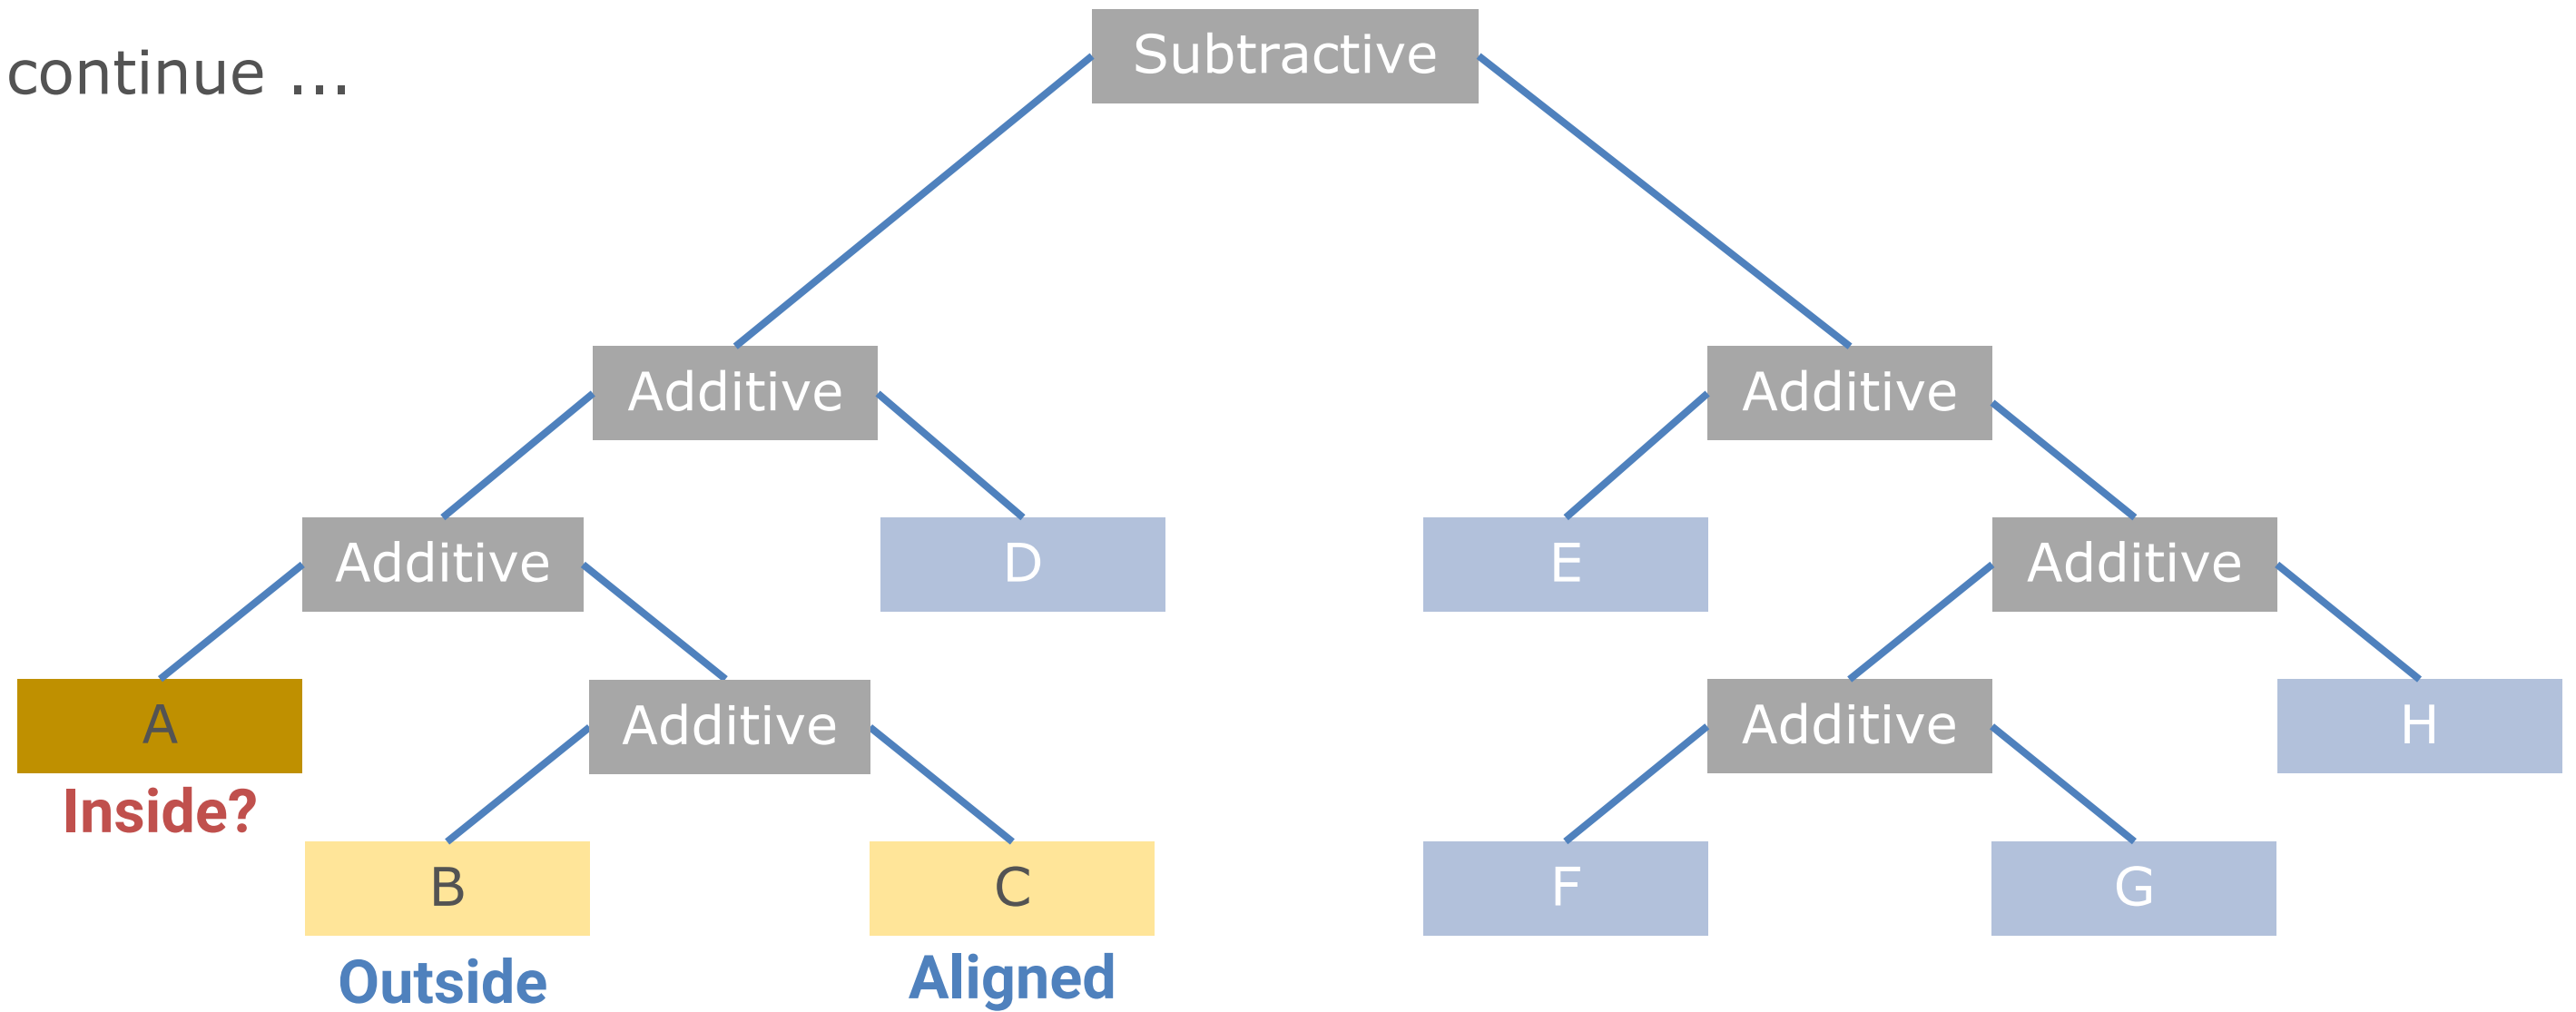 continue ...
Subtractive
Additive
Additive
Additive
D
E
Additive
A
Additive
Additive
H
Inside?
B
C
F
G
Outside
Aligned